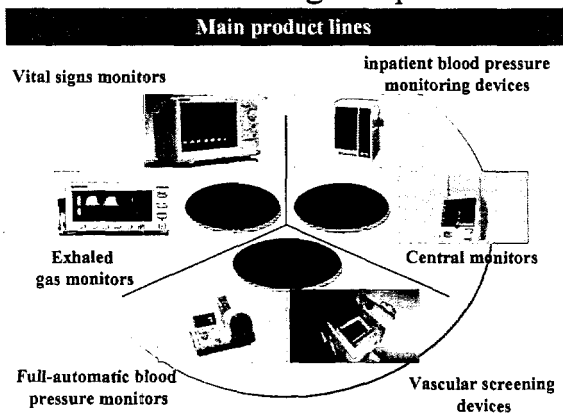 Main product lines
Vital signs monitors
inpatient blood pressure
monitoring devices
Exhaled
gas monitors
Central monitors
Full-automatic blood
pressure monitors
Vascular screening
devices